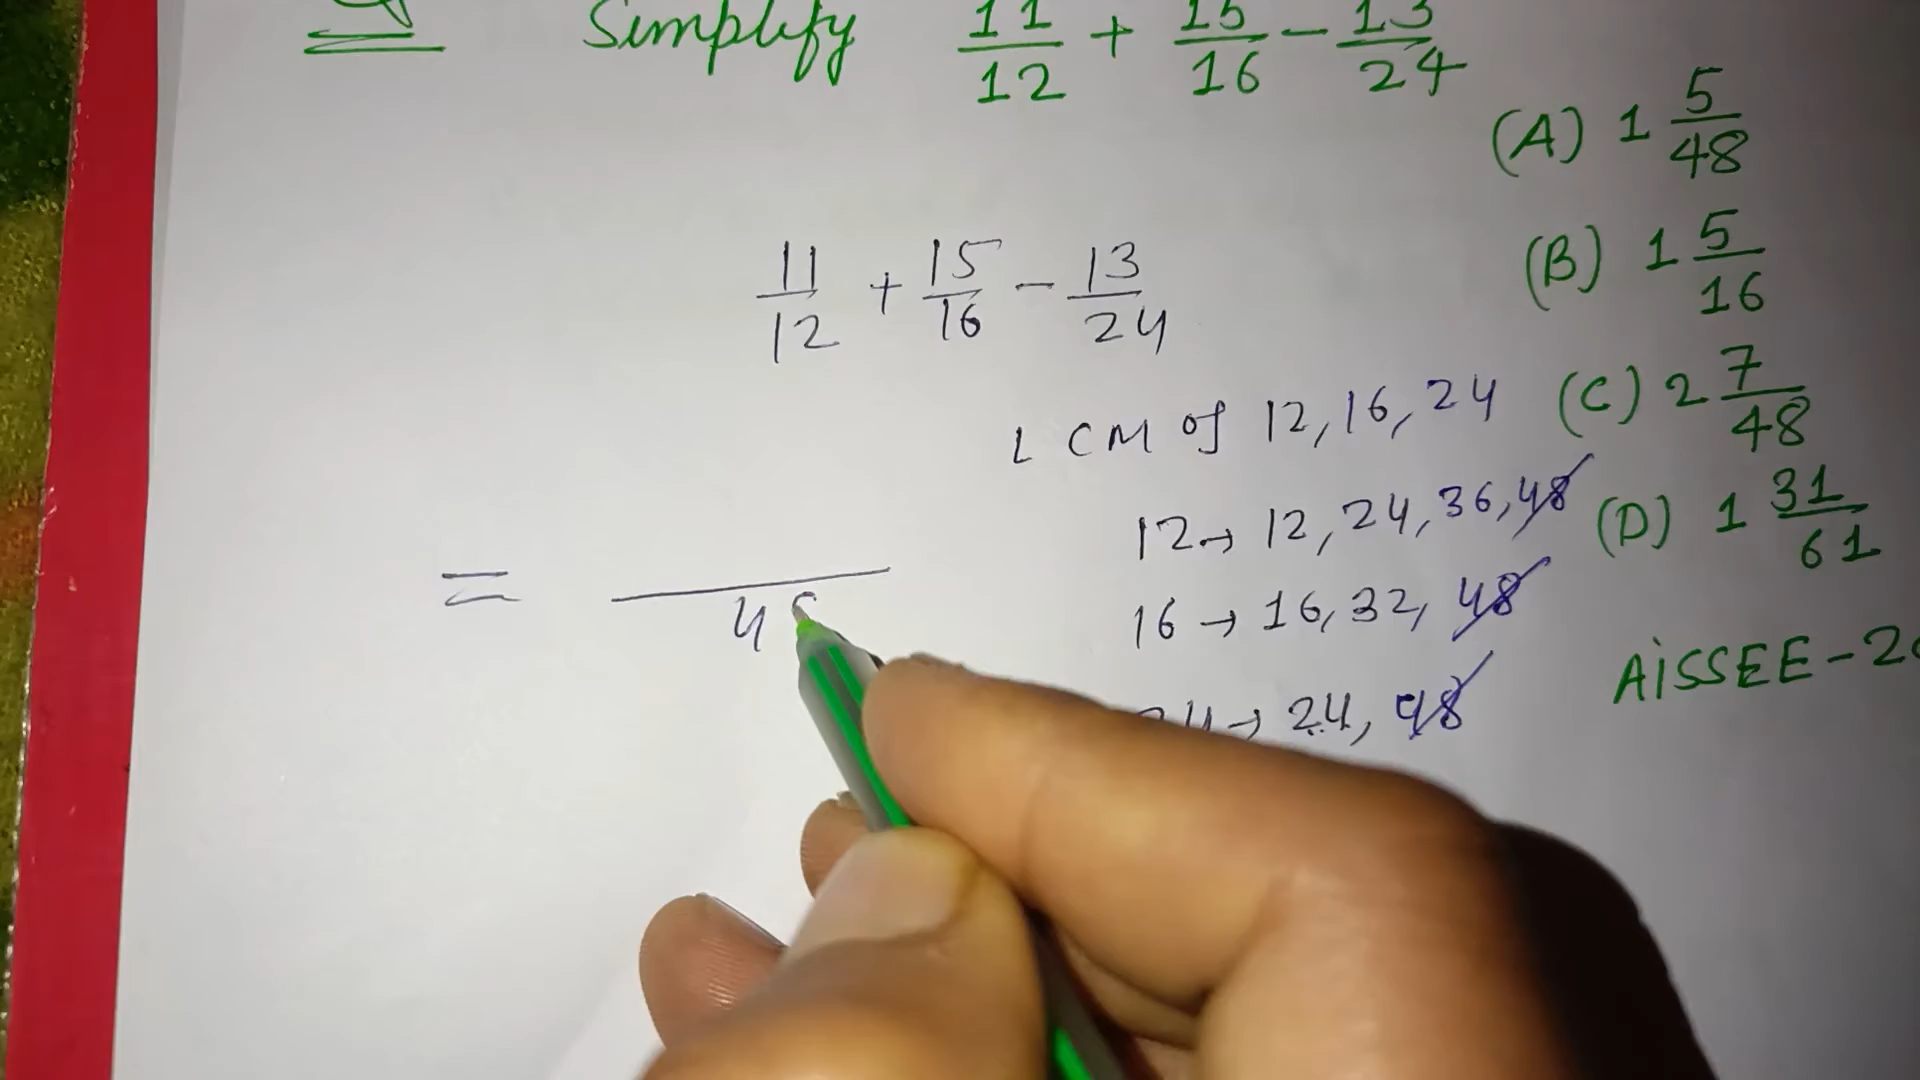 Simplify 11/12 + 15/16 - 13/24
(A) 1 5/48
(B) 1 5/16
(C) 2 7/48
(D) 1 31/61
11/12 + 15/16 - 13/24
LCM of 12, 16, 24
12 → 12, 24, 36, 48
16 → 16, 32, 48
24 → 24, 48
= /4
AiSSEE-2